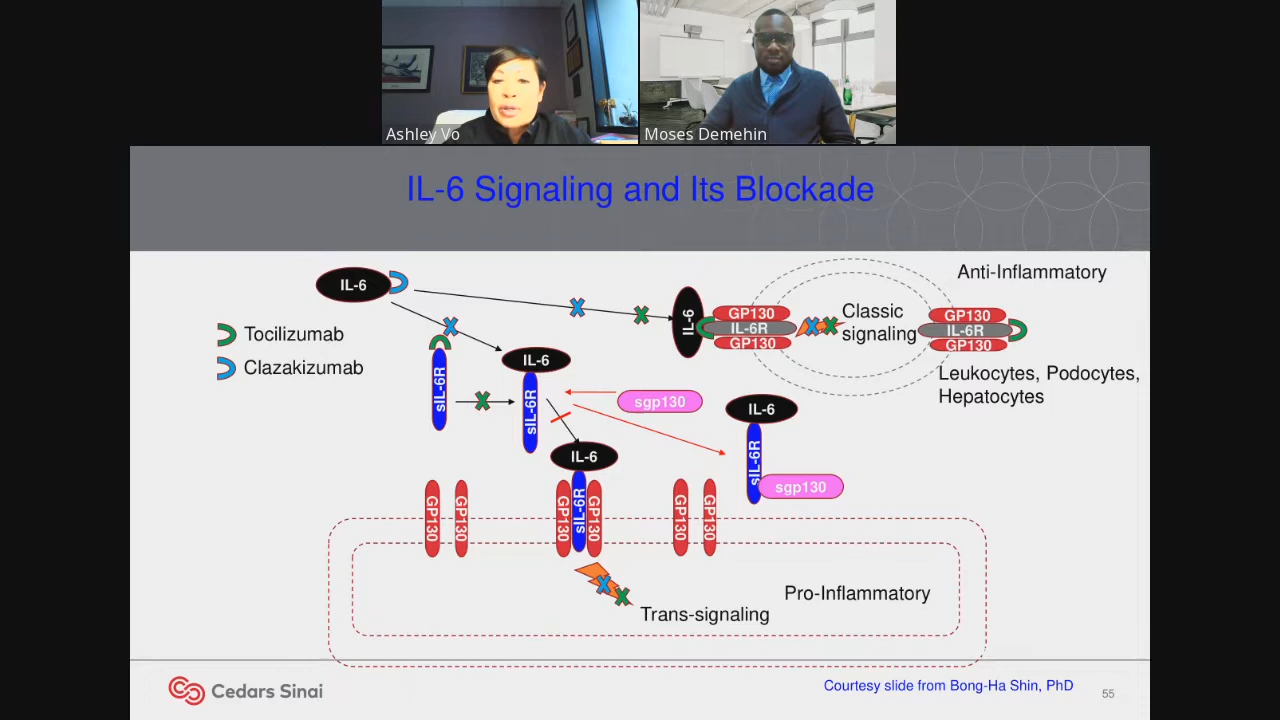 Ashley Vo
Moses Demehin
IL-6 Signaling and Its Blockade
IL-6
Tocilizumab
Clazakizumab
sIL-6R
IL-6
sIL-6R
sgp130
IL-6
GP130
IL-6R
GP130
Classic
signaling
GP130
IL-6R
GP130
Anti-Inflammatory
Leukocytes, Podocytes,
Hepatocytes
IL-6
sIL-6R
sgp130
IL-6
GP130
GP130
GP130
sIL-6R
GP130
GP130
GP130
Trans-signaling
Pro-Inflammatory
Cedars Sinai
Courtesy slide from Bong-Ha Shin, PhD
55